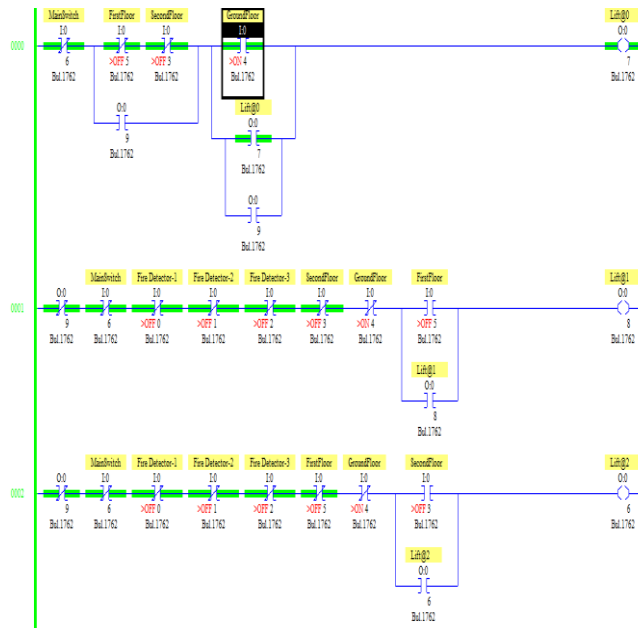 MainSwitch FirstFloor SecondFloor GroundFloor Lift@0
I:0 I:0 I:0 I:0 O:0
0000
6 >OFF 5 >OFF 3 >ON 4 7
Bul.1762 Bul.1762 Bul.1762 Bul.1762 Bul.1762
O:0 Lift@0
9 O:0
Bul.1762 7
Bul.1762
O:0
9
Bul.1762
MainSwitch Fire Detector-1 Fire Detector-2 Fire Detector-3 SecondFloor GroundFloor FirstFloor Lift@1
O:0 I:0 I:0 I:0 I:0 I:0 I:0 I:0 O:0
0001
9 6 >OFF 0 >OFF 1 >OFF 2 >OFF 3 >ON 4 >OFF 5 8
Bul.1762 Bul.1762 Bul.1762 Bul.1762 Bul.1762 Bul.1762 Bul.1762 Bul.1762 Bul.1762
Lift@1
O:0
8
Bul.1762
MainSwitch Fire Detector-1 Fire Detector-2 Fire Detector-3 FirstFloor GroundFloor SecondFloor Lift@2
O:0 I:0 I:0 I:0 I:0 I:0 I:0 I:0 O:0
0002
9 6 >OFF 0 >OFF 1 >OFF 2 >OFF 5 >ON 4 >OFF 3 6
Bul.1762 Bul.1762 Bul.1762 Bul.1762 Bul.1762 Bul.1762 Bul.1762 Bul.1762 Bul.1762
Lift@2
O:0
6
Bul.1762